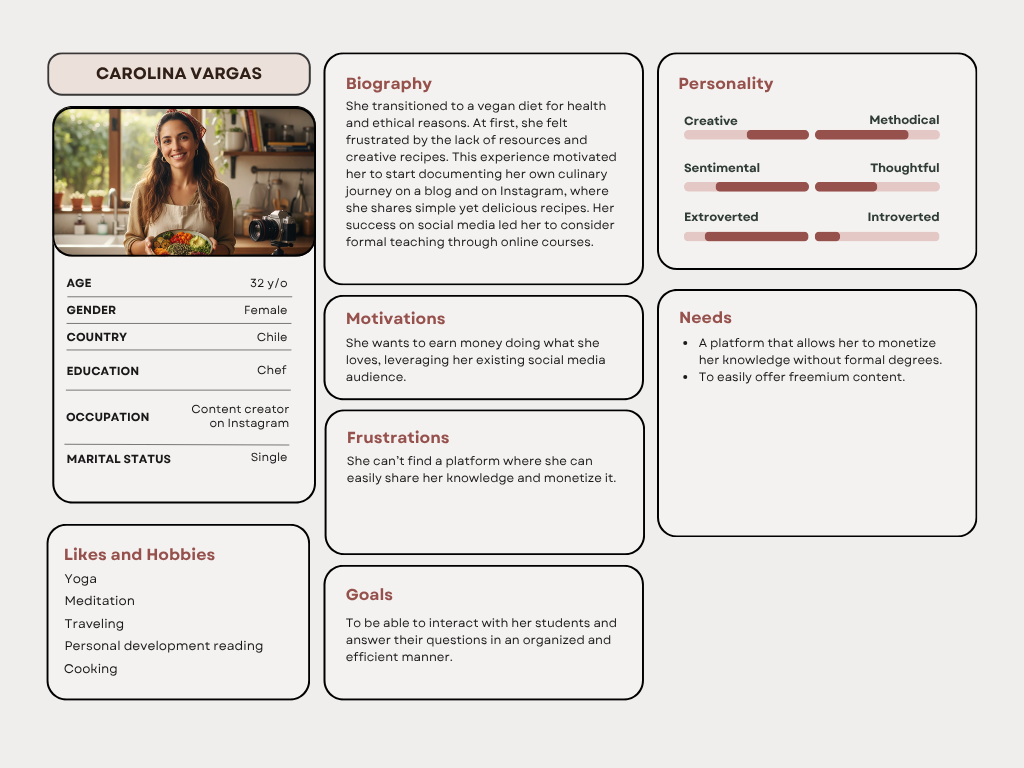 CAROLINA VARGAS
AGE 32 y/o
GENDER Female
COUNTRY Chile
EDUCATION Chef
OCCUPATION Content creator
on Instagram
MARITAL STATUS Single
Likes and Hobbies
Yoga
Meditation
Traveling
Personal development reading
Cooking
Biography
She transitioned to a vegan diet for health
and ethical reasons. At first, she felt
frustrated by the lack of resources and
creative recipes. This experience motivated
her to start documenting her own culinary
journey on a blog and on Instagram, where
she shares simple yet delicious recipes. Her
success on social media led her to consider
formal teaching through online courses.
Motivations
She wants to earn money doing what she
loves, leveraging her existing social media
audience.
Frustrations
She can’t find a platform where she can
easily share her knowledge and monetize it.
Goals
To be able to interact with her students and
answer their questions in an organized and
efficient manner.
Personality
Creative Methodical
Sentimental Thoughtful
Extroverted Introverted
Needs
• A platform that allows her to monetize
her knowledge without formal degrees.
• To easily offer freemium content.